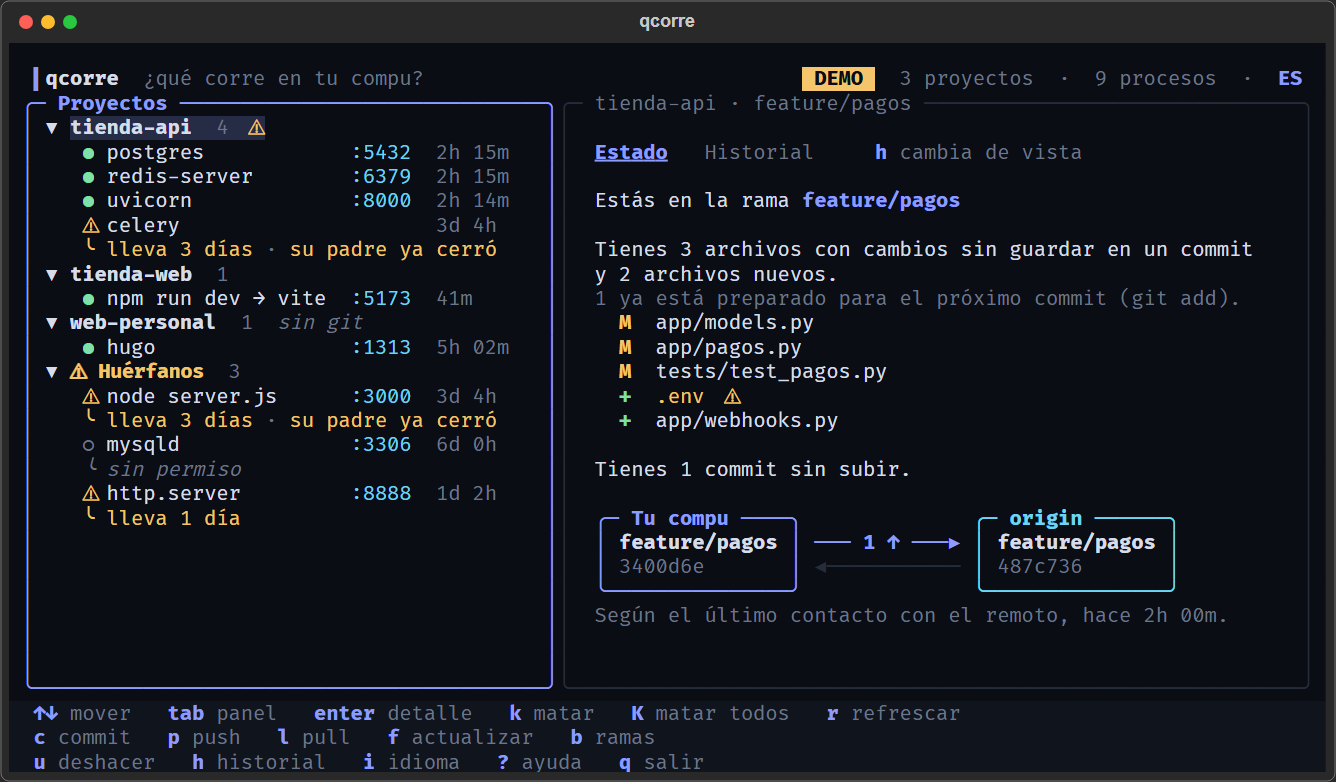 qcorre
qcorre ¿qué corre en tu compu? DEMO 3 proyectos · 9 procesos · ES
Proyectos
▼ tienda-api 4 ⚠
● postgres :5432 2h 15m
● redis-server :6379 2h 15m
● uvicorn :8000 2h 14m
⚠ celery 3d 4h
╰ lleva 3 días · su padre ya cerró
▼ tienda-web 1
● npm run dev → vite :5173 41m
▼ web-personal 1 sin git
● hugo :1313 5h 02m
▼ ⚠ Huérfanos 3
⚠ node server.js :3000 3d 4h
╰ lleva 3 días · su padre ya cerró
○ mysqld :3306 6d 0h
╰ sin permiso
⚠ http.server :8888 1d 2h
╰ lleva 1 día
tienda-api · feature/pagos
Estado Historial h cambia de vista
Estás en la rama feature/pagos
Tienes 3 archivos con cambios sin guardar en un commit
y 2 archivos nuevos.
1 ya está preparado para el próximo commit (git add).
M app/models.py
M app/pagos.py
M tests/test_pagos.py
+ .env ⚠
+ app/webhooks.py
Tienes 1 commit sin subir.
Tu compu
feature/pagos
3400d6e
1 ↑
origin
feature/pagos
487c736
Según el último contacto con el remoto, hace 2h 00m.
↑↓ mover tab panel enter detalle k matar K matar todos r refrescar
c commit p push l pull f actualizar b ramas
u deshacer h historial i idioma ? ayuda q salir